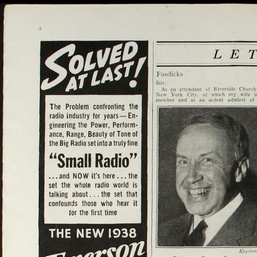 SOLVED
AT LAST!
The Problem confronting the
radio industry for years — En-
gineering the Power, Perform-
ance, Range, Beauty of Tone of
the Big Radio set into a truly fine
"Small Radio"
. . . and NOW it's here . . . the
set the whole radio world is
talking about . . . the set that
confounds those who hear it
for the first time
THE NEW 1938
Emerson
LET
Fosdicks
Sirs:
As an attendant of Riverside Church
New York City, of which my wife is
member and as an ardent admirer of